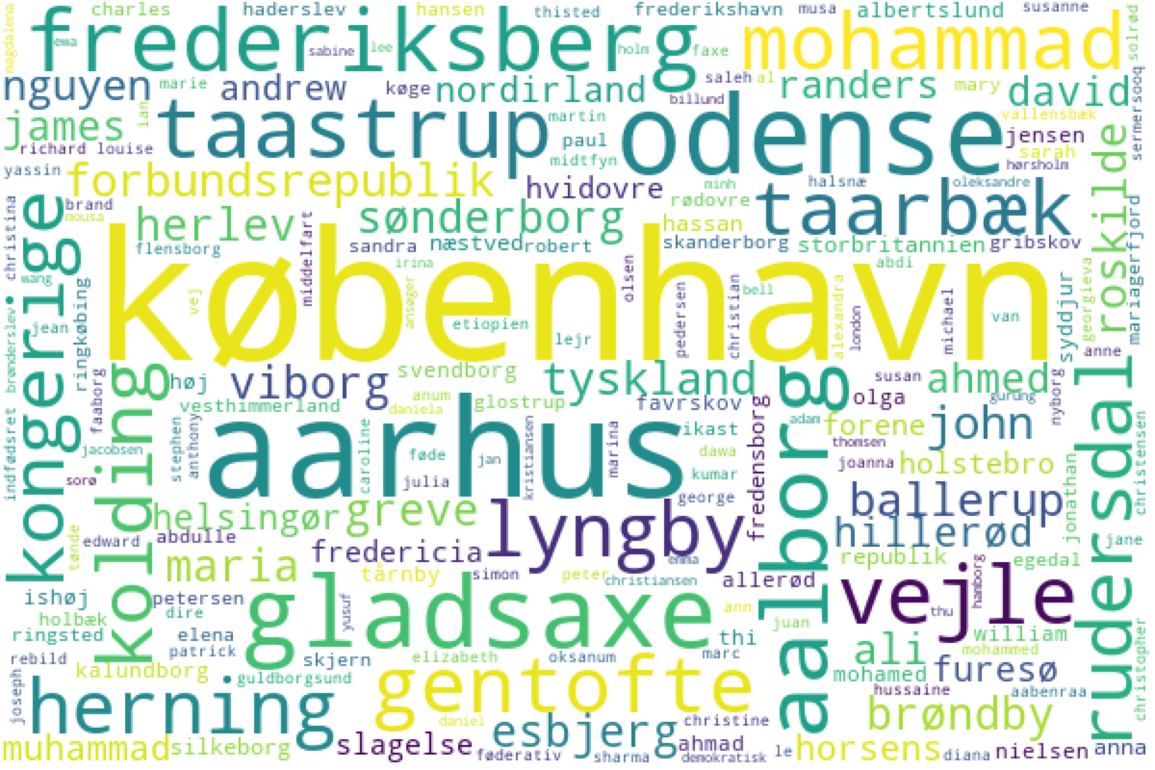 charles haderslev hansen thisted frederikshavn musa albertslund susanne
magdalena ewa frederiksberg sabine lee holm faxe mohammad solrød
nguyen marie andrew køge nordirland saleh al randers mary david
billund sermersooq
james ian taastrup martin odense vallensbæk
richard louise paul jensen
midtfyn sarah
yassin forbundsrepublik hvidovre minh halsnæ oleksandre hørsholm
brand rødovre taarbæk roskilde
mousa herlev sønderborg hassan
christina kongerige flensborg middelfart sandra næstved robert skanderborg storbritannien gribskov mariagerfjord
wang irina abdi
københavn
vej ansager olsen bell alexandra georgieva
ringkøbing jean brønderslev etiopien pedersen christian london michael van syddjur
lejr anne
kolding høj viborg svendborg tyskland aalborg susan ahmed
faaborg anum gurung nyborg
vesthimmerland daniela glostrup favrskov fredensborg olga
indfødsret stephen anthony aarhus vikast adam forene john rudersdal christensen
jacobsen caroline føde jan kristiansen marina dawa thomsen
sorø julia kumar joanna holstebro jonathan
george ballerup
helsingør greve lyngby hillerød
tønde edward abdulle jane
maria fredericia emma republik egedal
tårnby simon peter christiansen allerød hamborg
ishøj petersen gladsaxe ann vejle
holbæk dire yusuf juan thu christopher
ringsted elena thi ali william
patrick marc mohammed
rebild kalundborg skjern elizabeth oksanum mohamed furesø
joseph guldborgsund gentofte hussaine aabenraa
herning daniel esbjerg christine brøndby
muhammad silkeborg slagelse føderativ sharma ahmad demokratisk le horsens diana nielsen anna